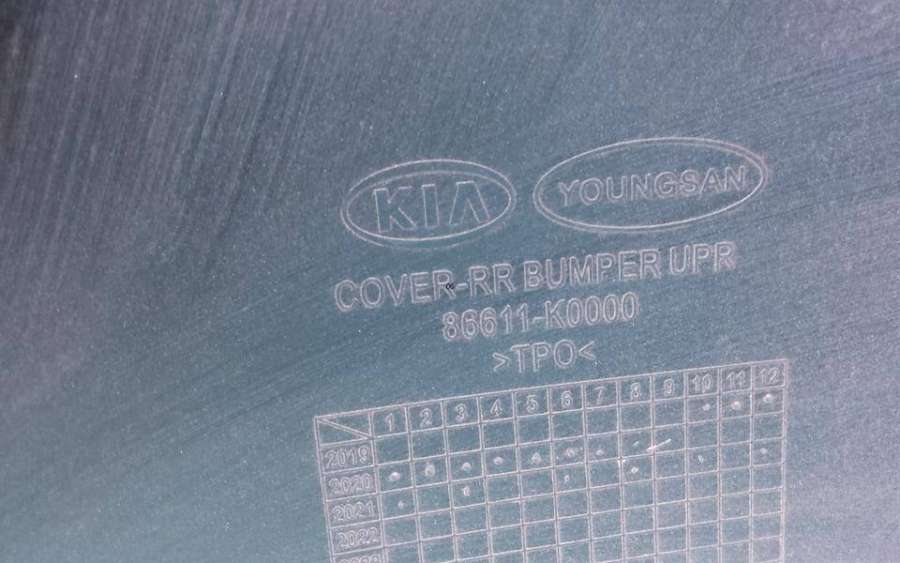 KIA YOUNGSAN
COVER-RR BUMPER UPR
86611-K0000
>TPO<
1 2 3 4 5 6 7 8 9 10 11 12
2019
2020
2021
2022